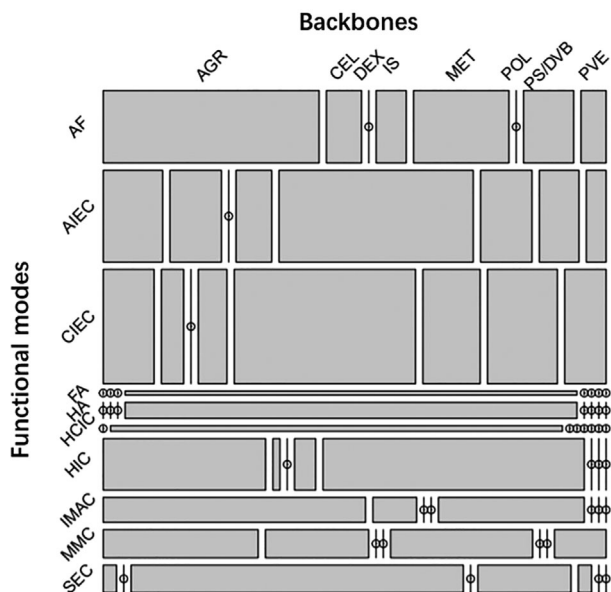 Backbones
AGR CEL DEX IS MET POL PS/DVB PVE
Functional modes
AF
AIEC
CIEC
FA
HA
HCIC
HIC
IMAC
MMC
SEC